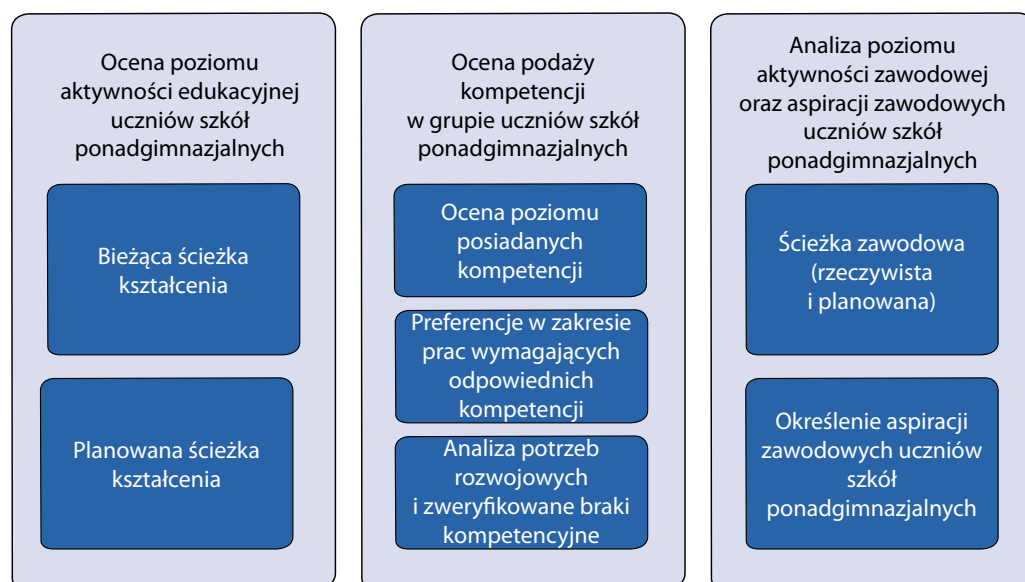 Ocena poziomu
aktywności edukacyjnej
uczniów szkół
ponadgimnazjalnych
Bieżąca ścieżka
kształcenia
Planowana ścieżka
kształcenia
Ocena podaży
kompetencji
w grupie uczniów szkół
ponadgimnazjalnych
Ocena poziomu
posiadanych
kompetencji
Preferencje w zakresie
prac wymagających
odpowiednich
kompetencji
Analiza potrzeb
rozwojowych
i zweryfikowane braki
kompetencyjne
Analiza poziomu
aktywności zawodowej
oraz aspiracji zawodowych
uczniów szkół
ponadgimnazjalnych
Ścieżka zawodowa
(rzeczywista
i planowana)
Określenie aspiracji
zawodowych uczniów
szkół
ponadgimnazjalnych